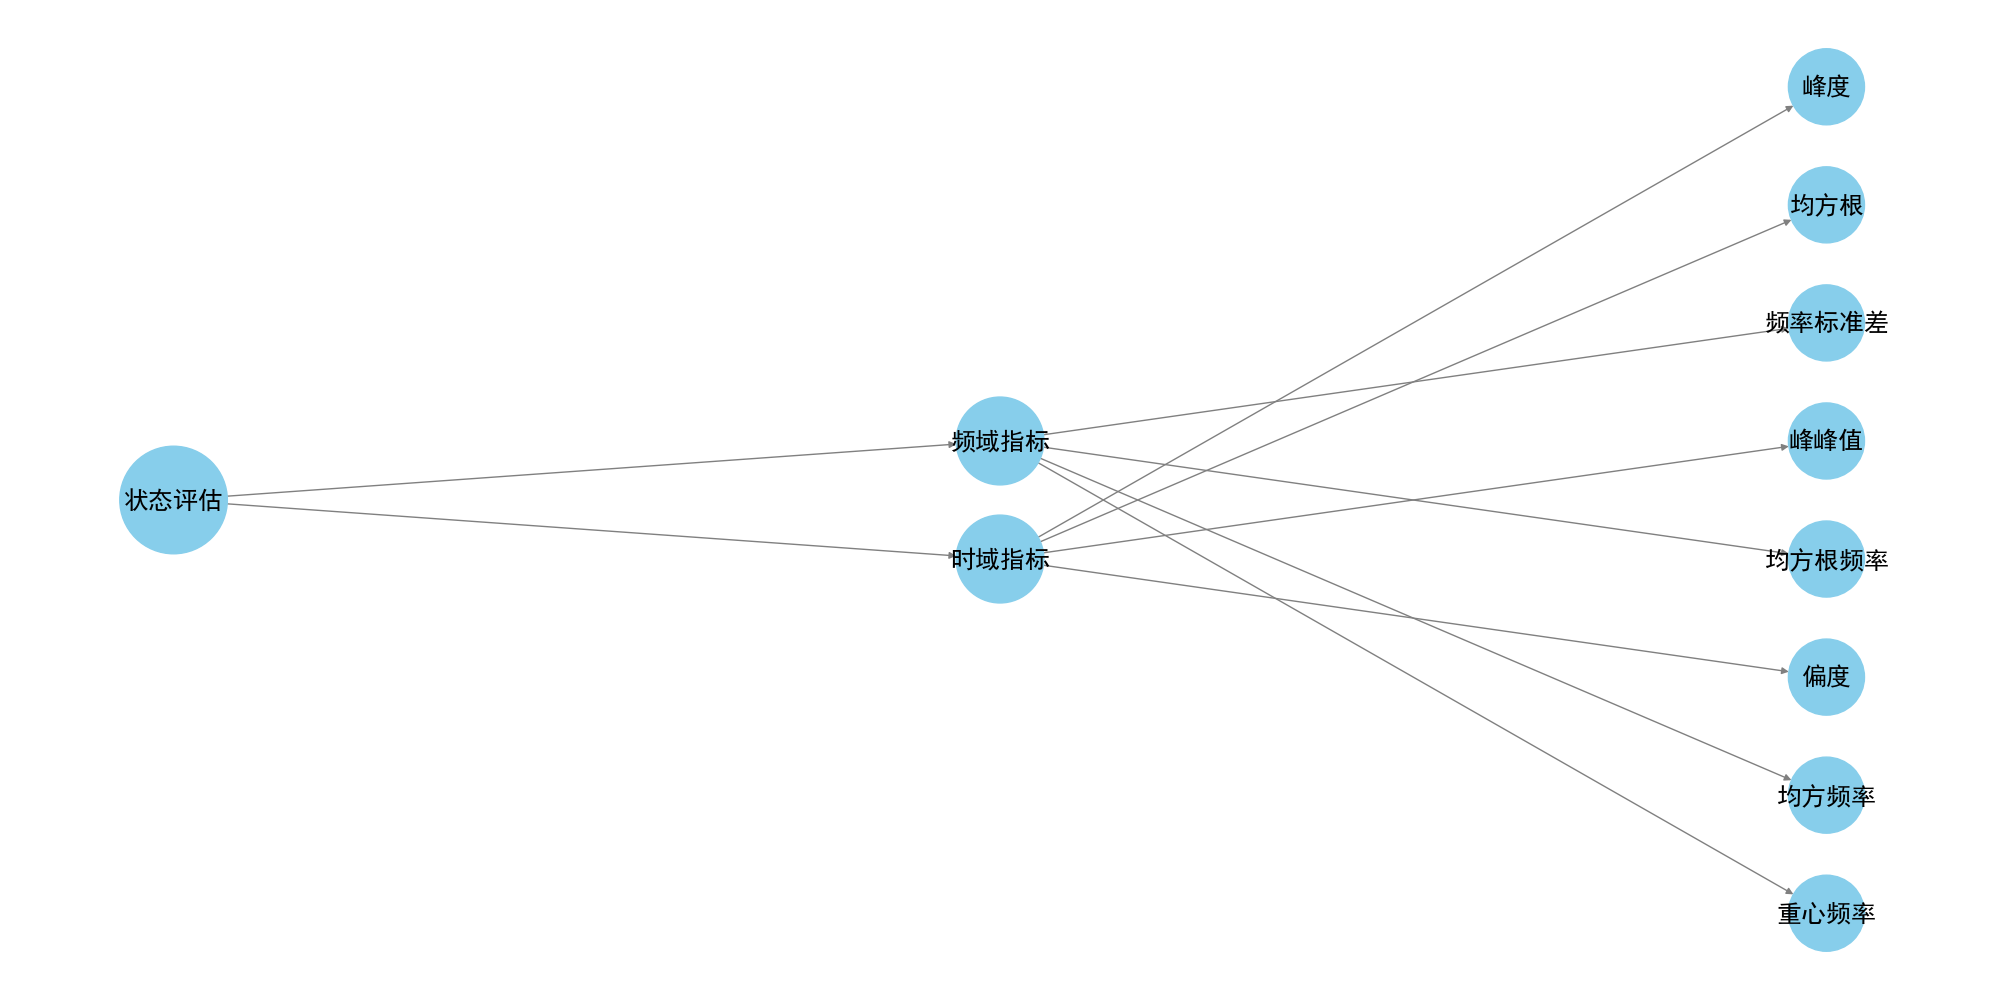 状态评估
频域指标
时域指标
峰度
均方根
频率标准差
峰峰值
均方根频率
偏度
均方频率
重心频率